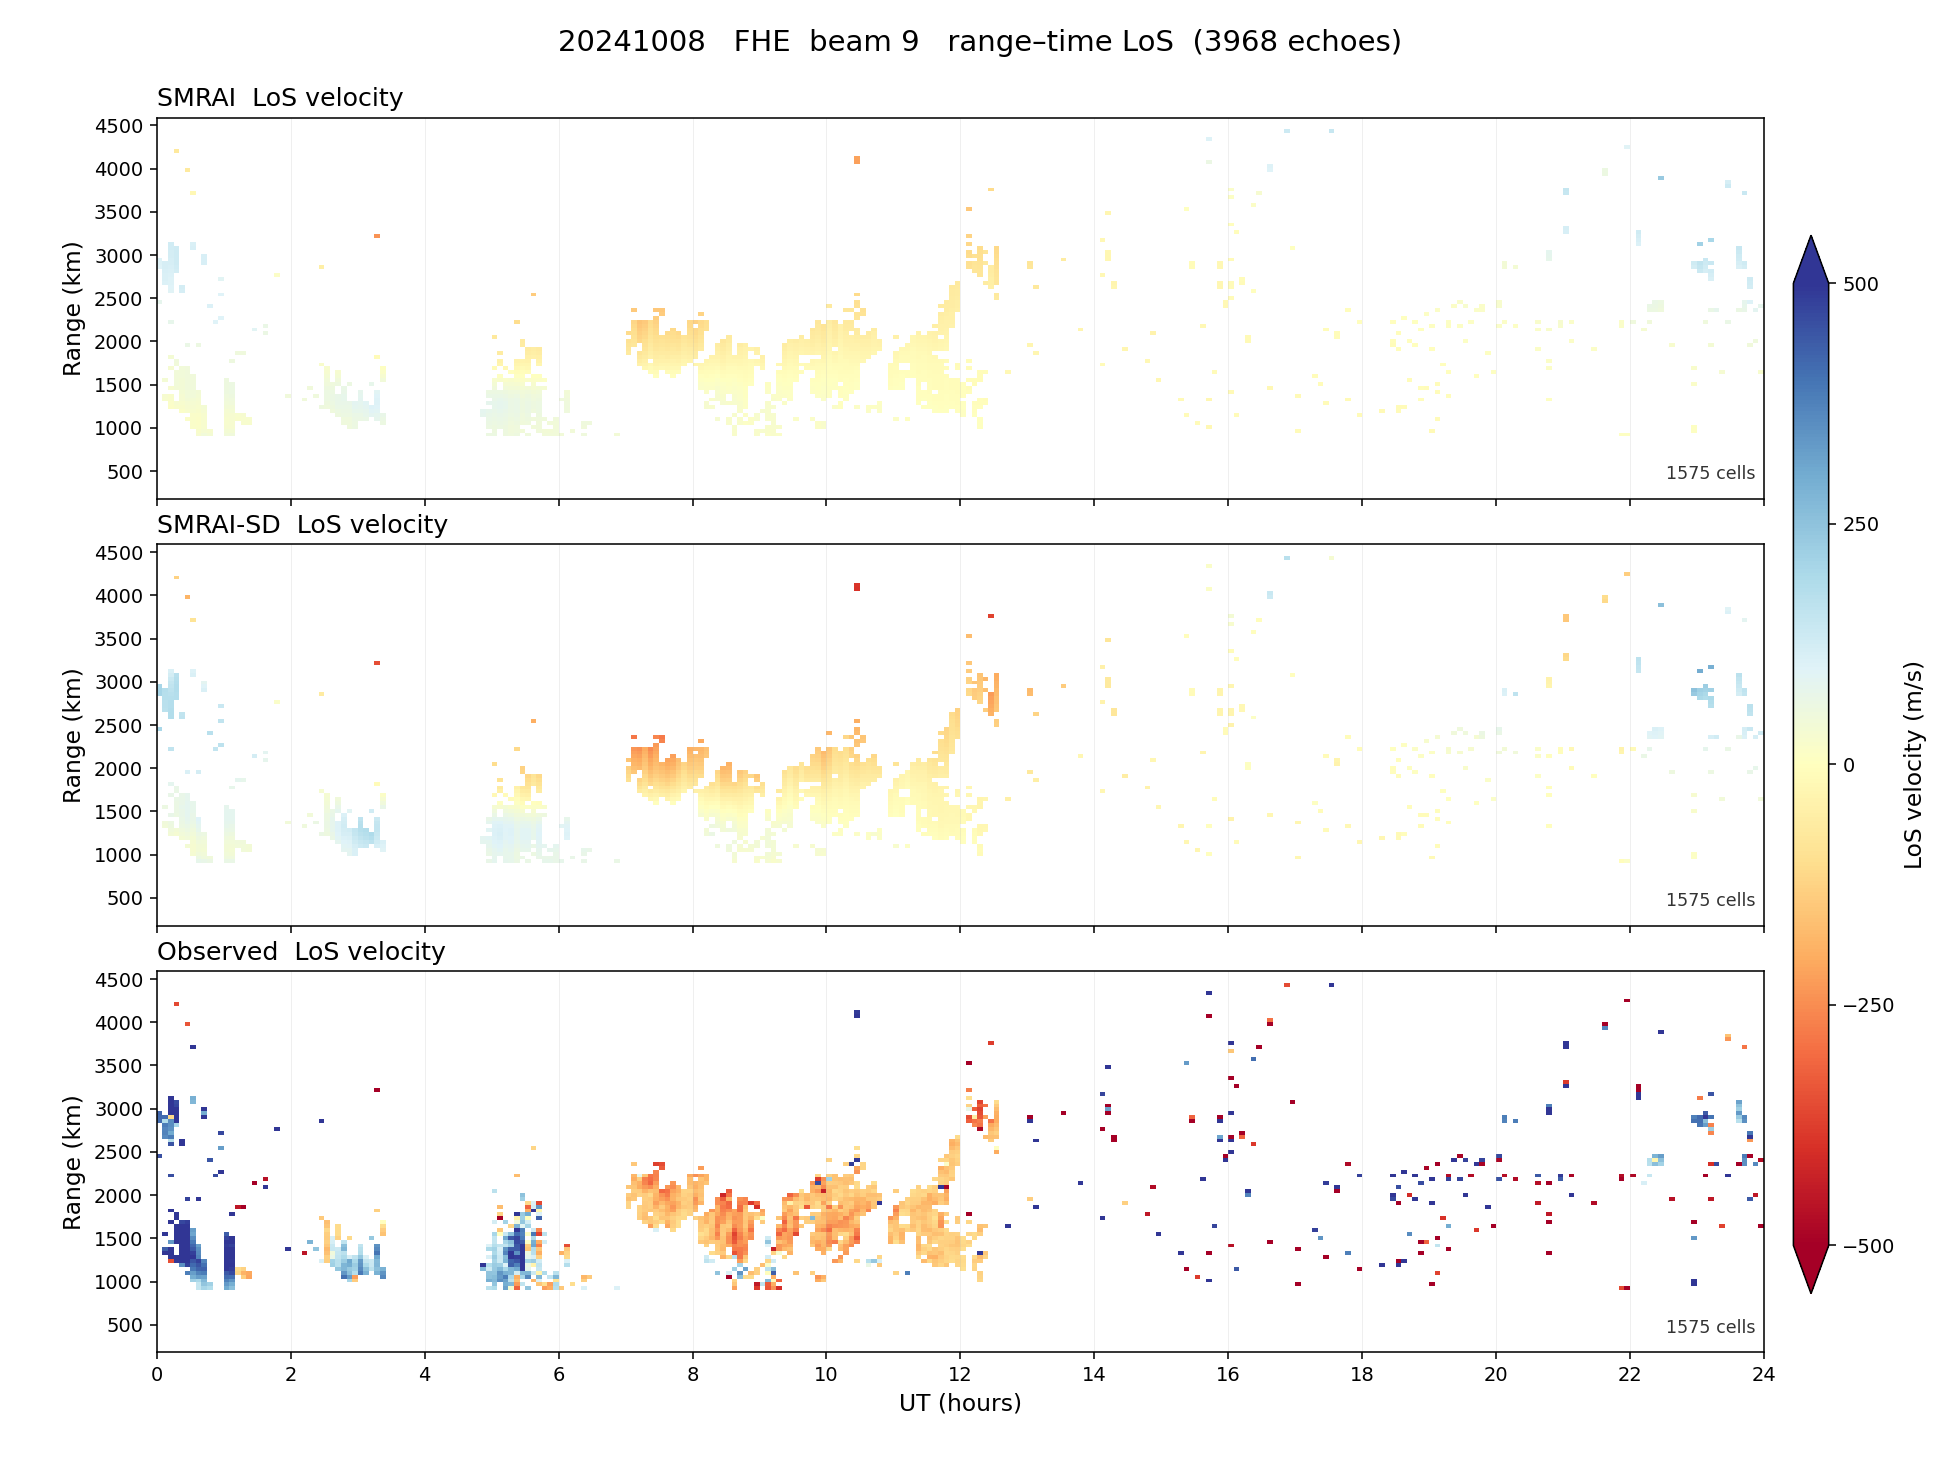 20241008 FHE beam 9 range–time LoS (3968 echoes)
SMRAI LoS velocity
4500
4000
3500
3000
2500
2000
1500
1000
500
Range (km)
1575 cells
SMRAI-SD LoS velocity
4500
4000
3500
3000
2500
2000
1500
1000
500
Range (km)
1575 cells
Observed LoS velocity
4500
4000
3500
3000
2500
2000
1500
1000
500
Range (km)
1575 cells
0 2 4 6 8 10 12 14 16 18 20 22 24
UT (hours)
500
250
0
−250
−500
LoS velocity (m/s)